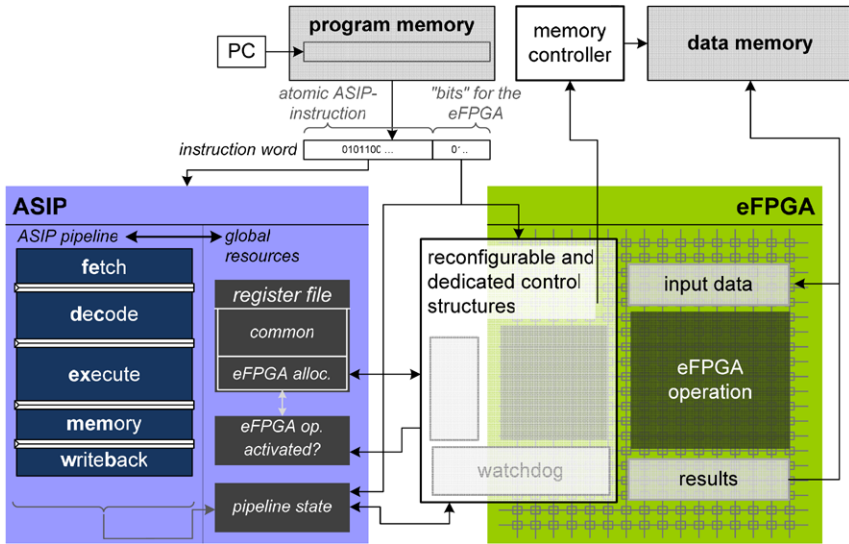 program memory
PC
memory
controller
data memory
atomic ASIP-
instruction
"bits" for the
eFPGA
instruction word
0101100 ...
ASIP
eFPGA
ASIP pipeline
global
resources
fetch
decode
execute
memory
writeback
register file
common
eFPGA alloc.
eFPGA op.
activated?
pipeline state
reconfigurable and
dedicated control
structures
watchdog
input data
eFPGA
operation
results